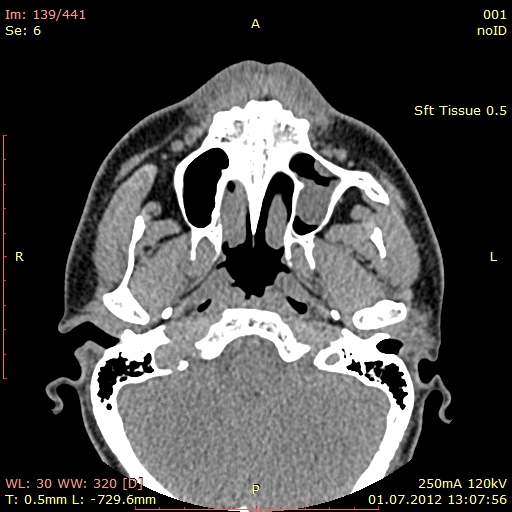 Im: 139/441
Se: 6
A
001
noID
Sft Tissue 0.5
R
L
WL: 30 WW: 320 [D]
T: 0.5mm L: -729.6mm
P
250mA 120kV
01.07.2012 13:07:56